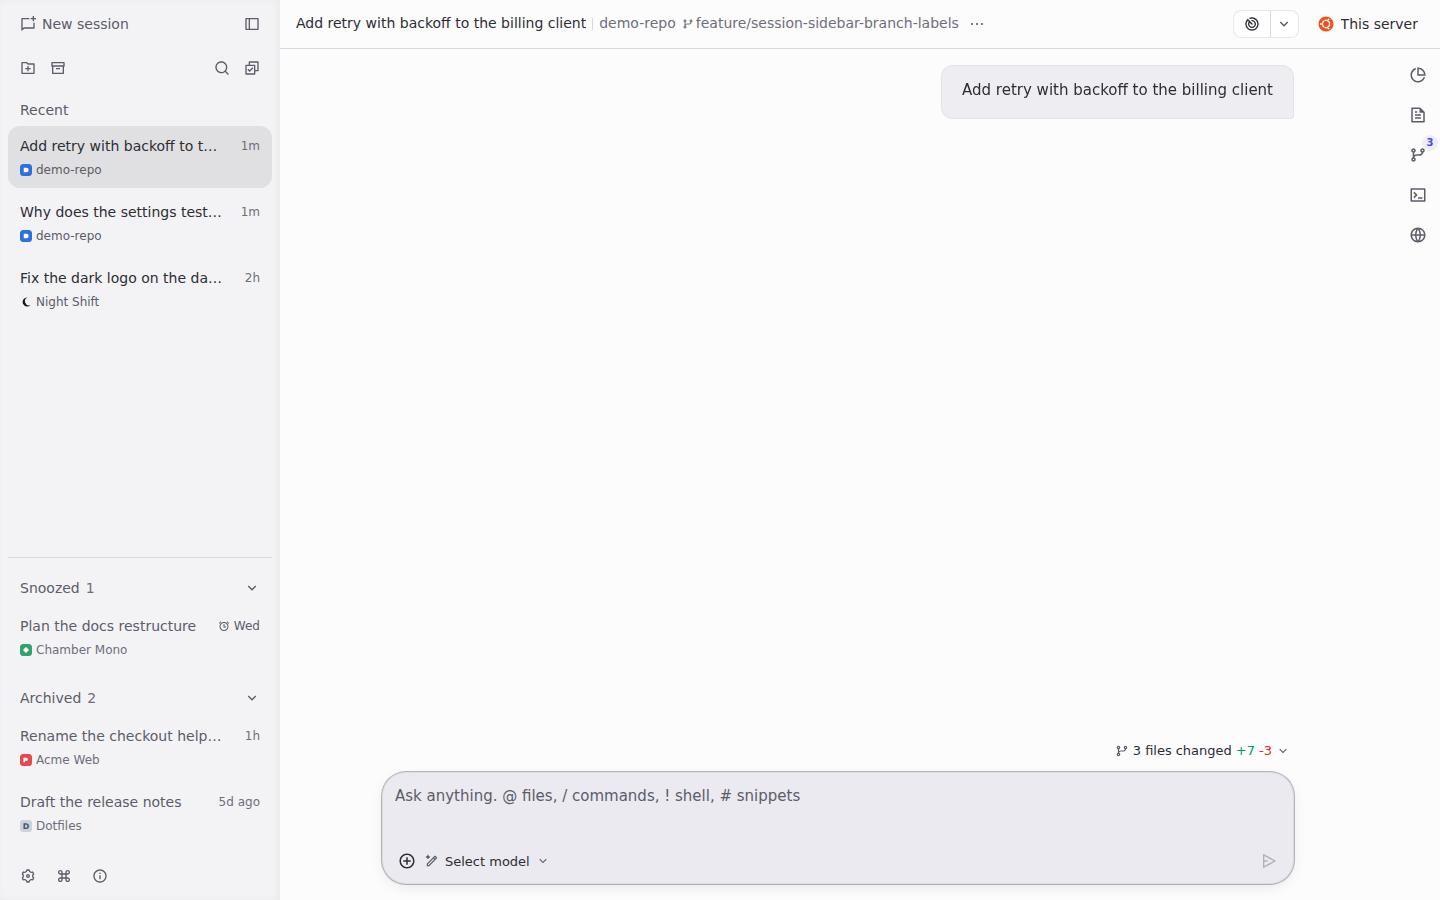 New session
Recent
Add retry with backoff to t... 1m
demo-repo
Why does the settings test... 1m
demo-repo
Fix the dark logo on the da... 2h
Night Shift
Snoozed 1
Plan the docs restructure Wed
Chamber Mono
Archived 2
Rename the checkout help... 1h
Acme Web
Draft the release notes 5d ago
D Dotfiles
Add retry with backoff to the billing client demo-repo feature/session-sidebar-branch-labels ...
This server
Add retry with backoff to the billing client
3
3 files changed +7 -3
Ask anything. @ files, / commands, ! shell, # snippets
Select model